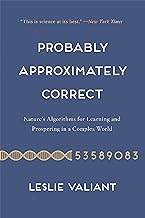 "This is science at its best." —New York Times
PROBABLY
APPROXIMATELY
CORRECT
Nature's Algorithms for Learning and
Prospering in a Complex World
53589083
LESLIE VALIANT